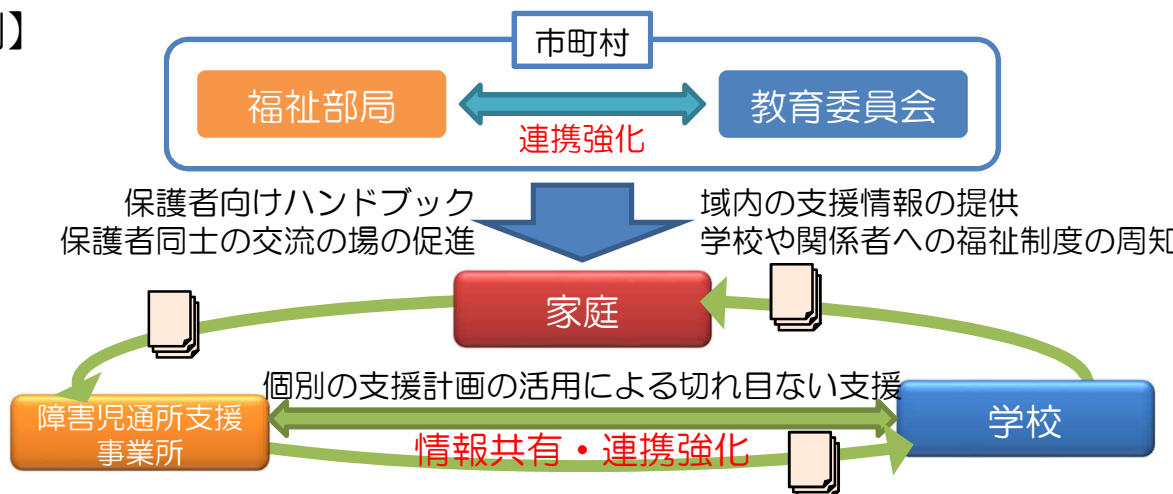 】
市町村
福祉部局
教育委員会
連携強化
保護者向けハンドブック
保護者同士の交流の場の促進
域内の支援情報の提供
学校や関係者への福祉制度の周知
家庭
個別の支援計画の活用による切れ目ない支援
障害児通所支援
事業所
学校
情報共有・連携強化